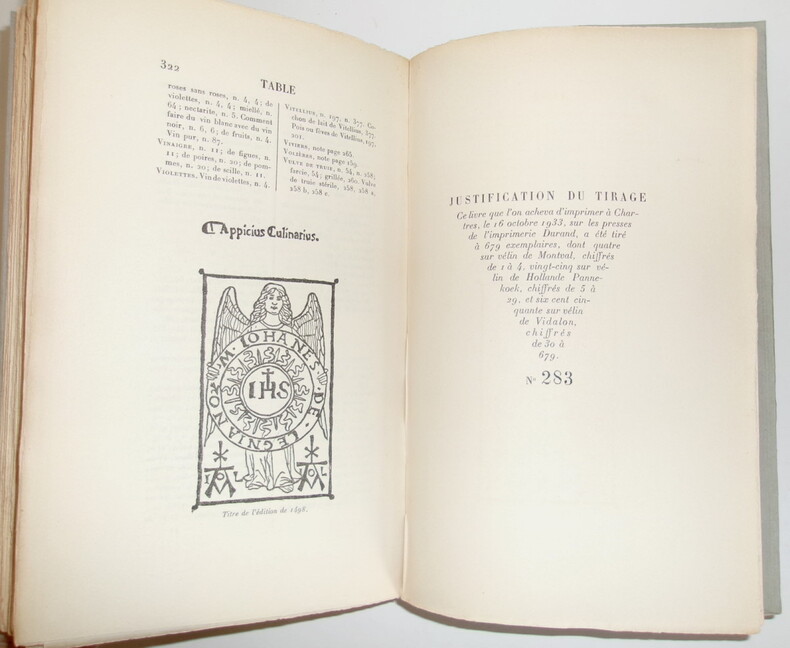 322
TABLE
roses sans roses, n. 4, 4; de
violettes, n. 4, 4; miellé, n.
64; nectarite, n. 5. Comment
faire du vin blanc avec du vin
noir, n. 6, 6; de fruits, n. 4.
Vin pur, n. 87.
VINAIGRE, n. 11; de figues, n.
11; de poires, n. 20; de pom-
mes, n. 20; de scille, n. 11.
VIOLETTES. Vin de violettes, n. 4.
VITELLIUS, n. 197, n. 377. Co-
chon de lait de Vitellius, 377.
Pois ou fèves de Vitellius, 197,
201.
VIVIERS, note page 265.
VOLIÈRES, note page 159.
VULVE DE TRUIE, n. 54, n. 258;
farcie, 54; grillée, 260. Vulve
de truie stérile, 258, 258 a,
258 b, 258 c.
Appicius Culinarius.
M. IOHANES. DE. LEGNIANO
IHS
I O L
I O L
Titre de l'édition de 1498.
JUSTIFICATION DU TIRAGE
Ce livre que l'on acheva d'imprimer à Char-
tres, le 16 octobre 1933, sur les presses
de l'imprimerie Durand, a été tiré
à 679 exemplaires, dont quatre
sur vélin de Montval, chiffrés
de 1 à 4, vingt-cinq sur vé-
lin de Hollande Panne-
koek, chiffrés de 5 à
29, et six cent cin-
quante sur vélin
de Vidalon,
chiffrés
de 30 à
679.
N° 283